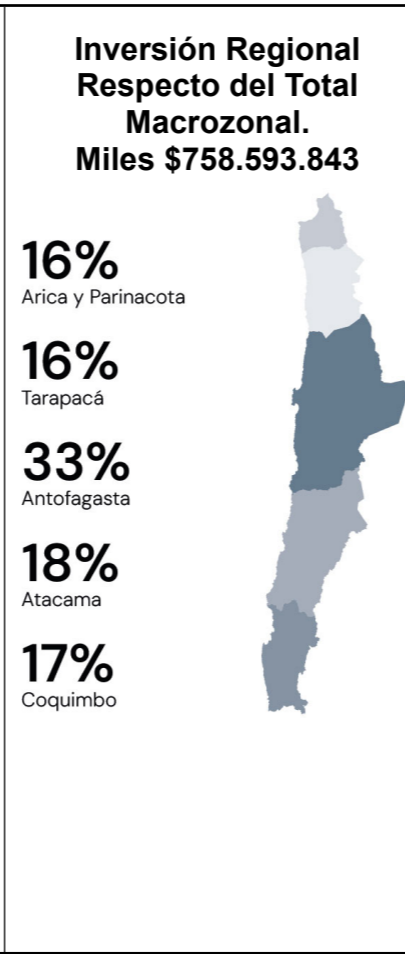 Inversión Regional
Respecto del Total
Macrozonal.
Miles $758.593.843
16%
Arica y Parinacota
16%
Tarapacá
33%
Antofagasta
18%
Atacama
17%
Coquimbo